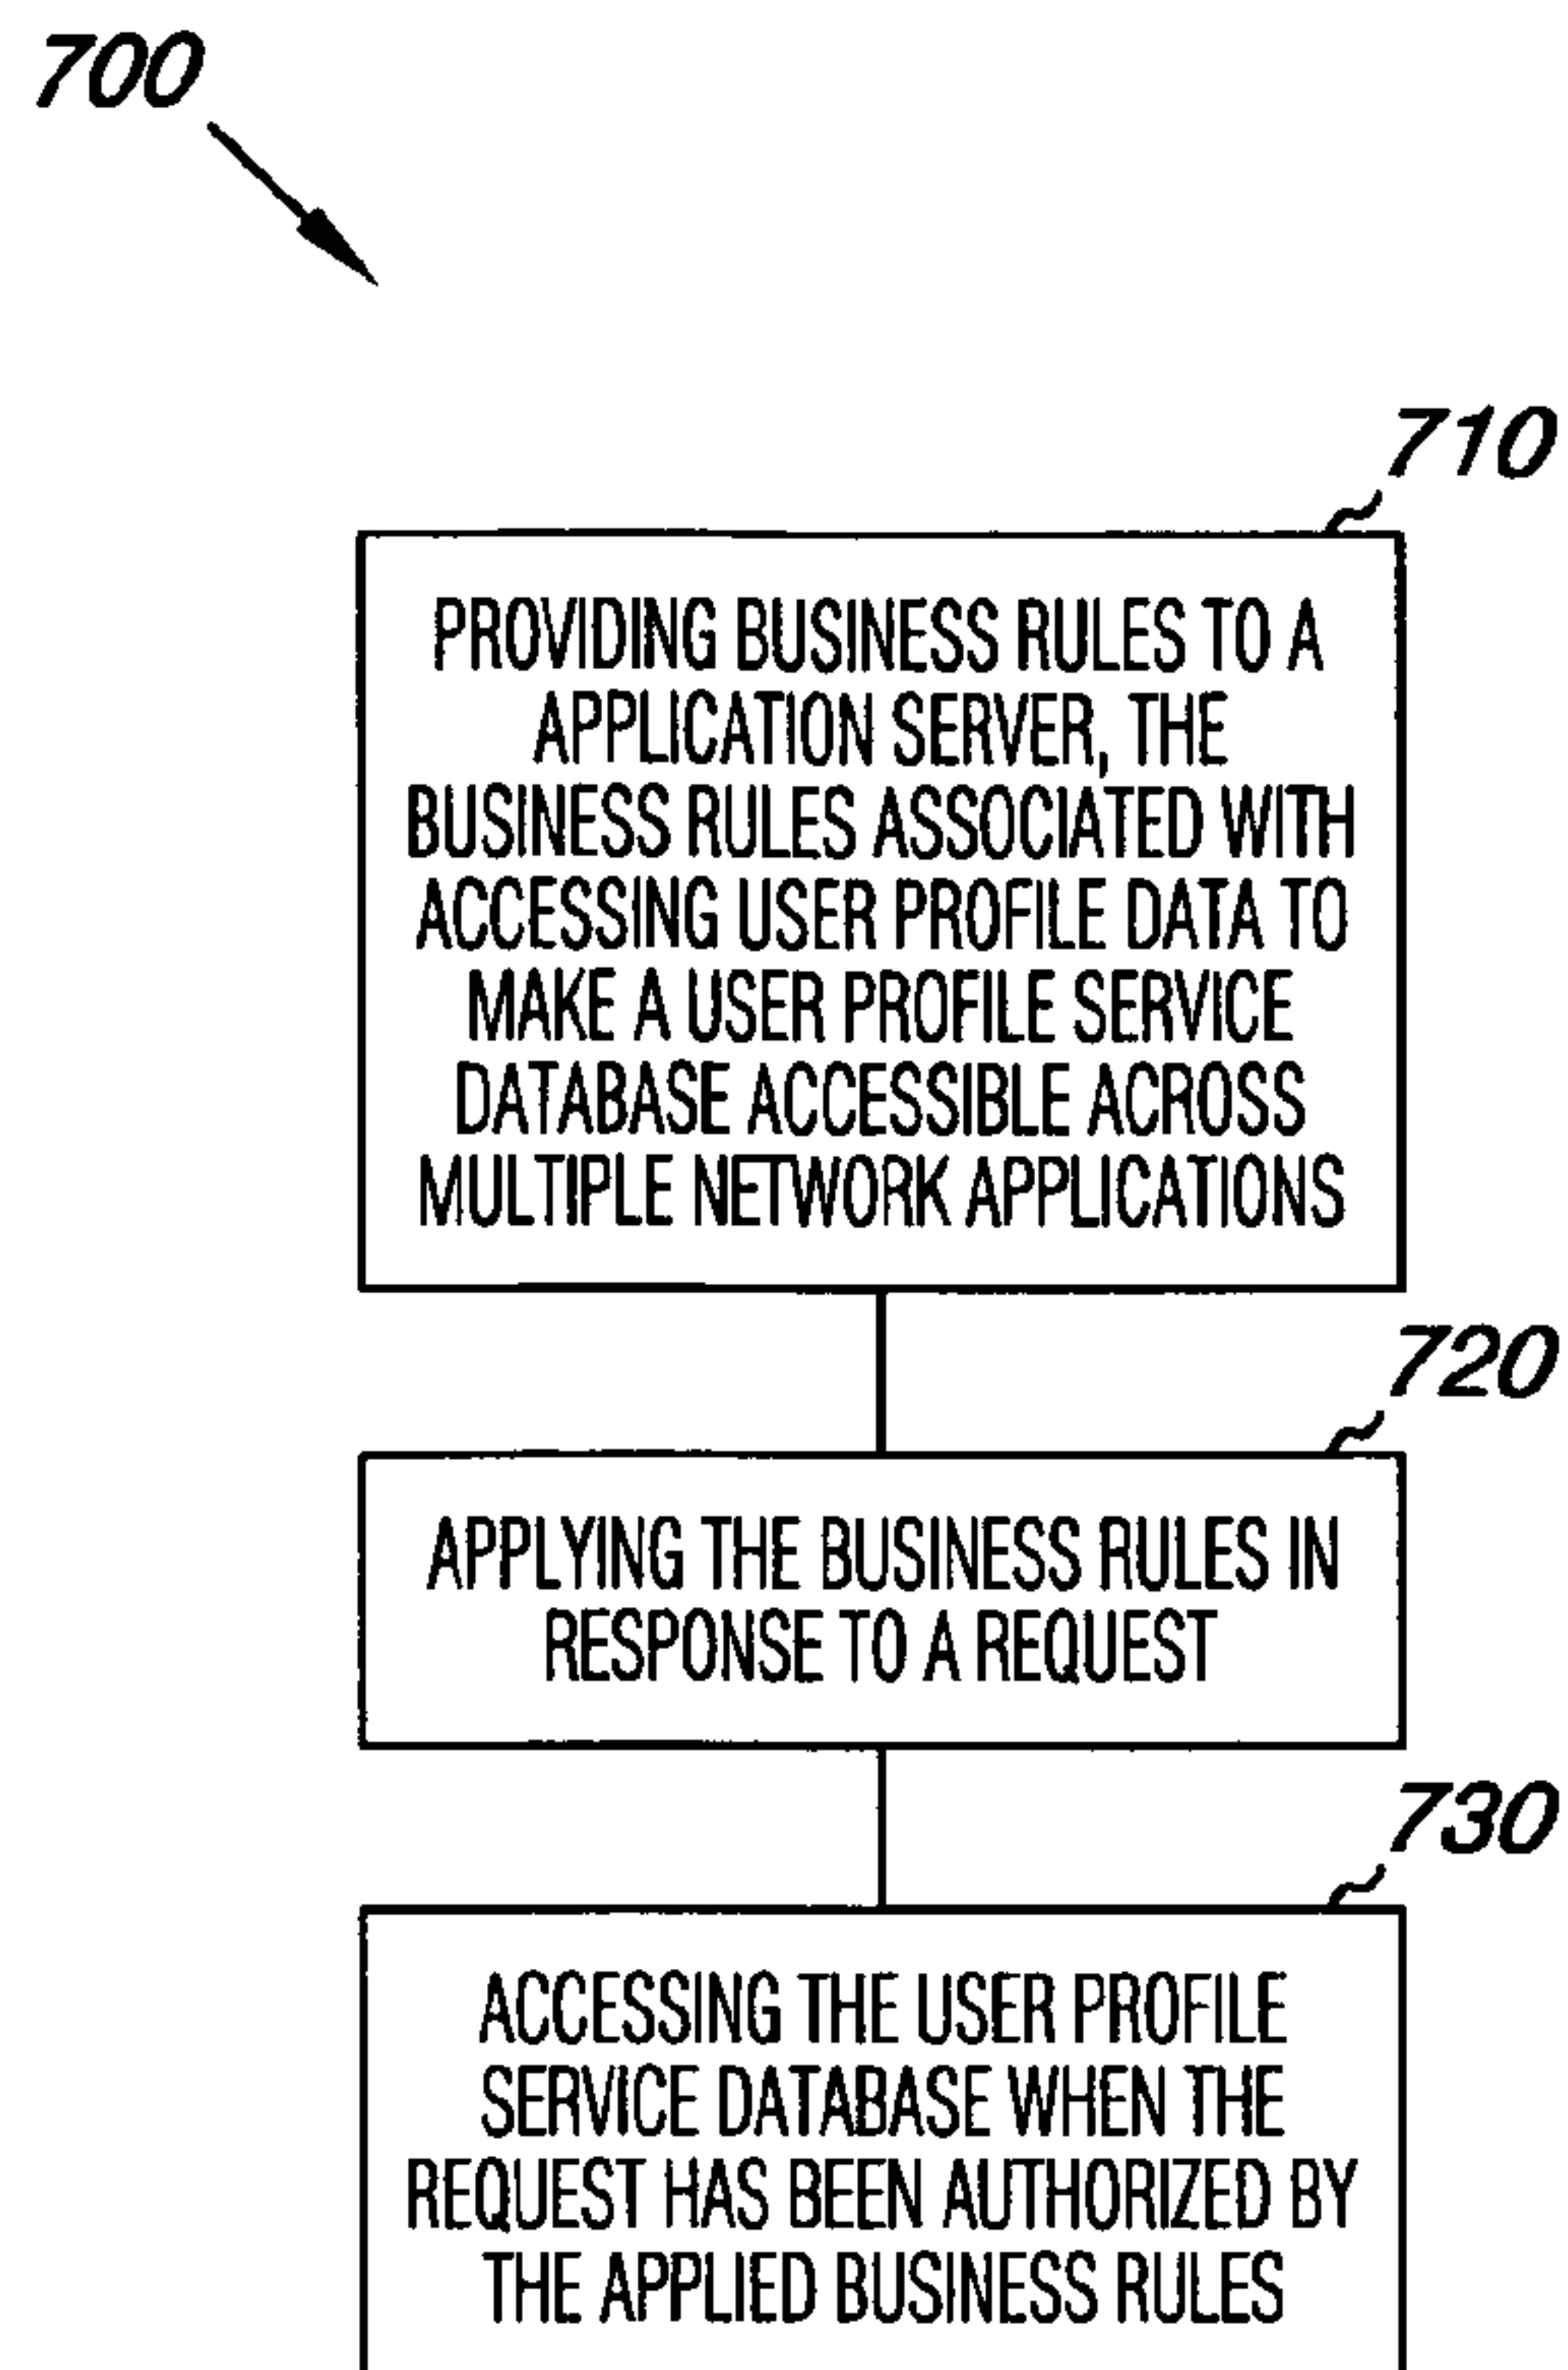 700
710
PROVIDING BUSINESS RULES TO A
APPLICATION SERVER, THE
BUSINESS RULES ASSOCIATED WITH
ACCESSING USER PROFILE DATA TO
MAKE A USER PROFILE SERVICE
DATABASE ACCESSIBLE ACROSS
MULTIPLE NETWORK APPLICATIONS
720
APPLYING THE BUSINESS RULES IN
RESPONSE TO A REQUEST
730
ACCESSING THE USER PROFILE
SERVICE DATABASE WHEN THE
REQUEST HAS BEEN AUTHORIZED BY
THE APPLIED BUSINESS RULES